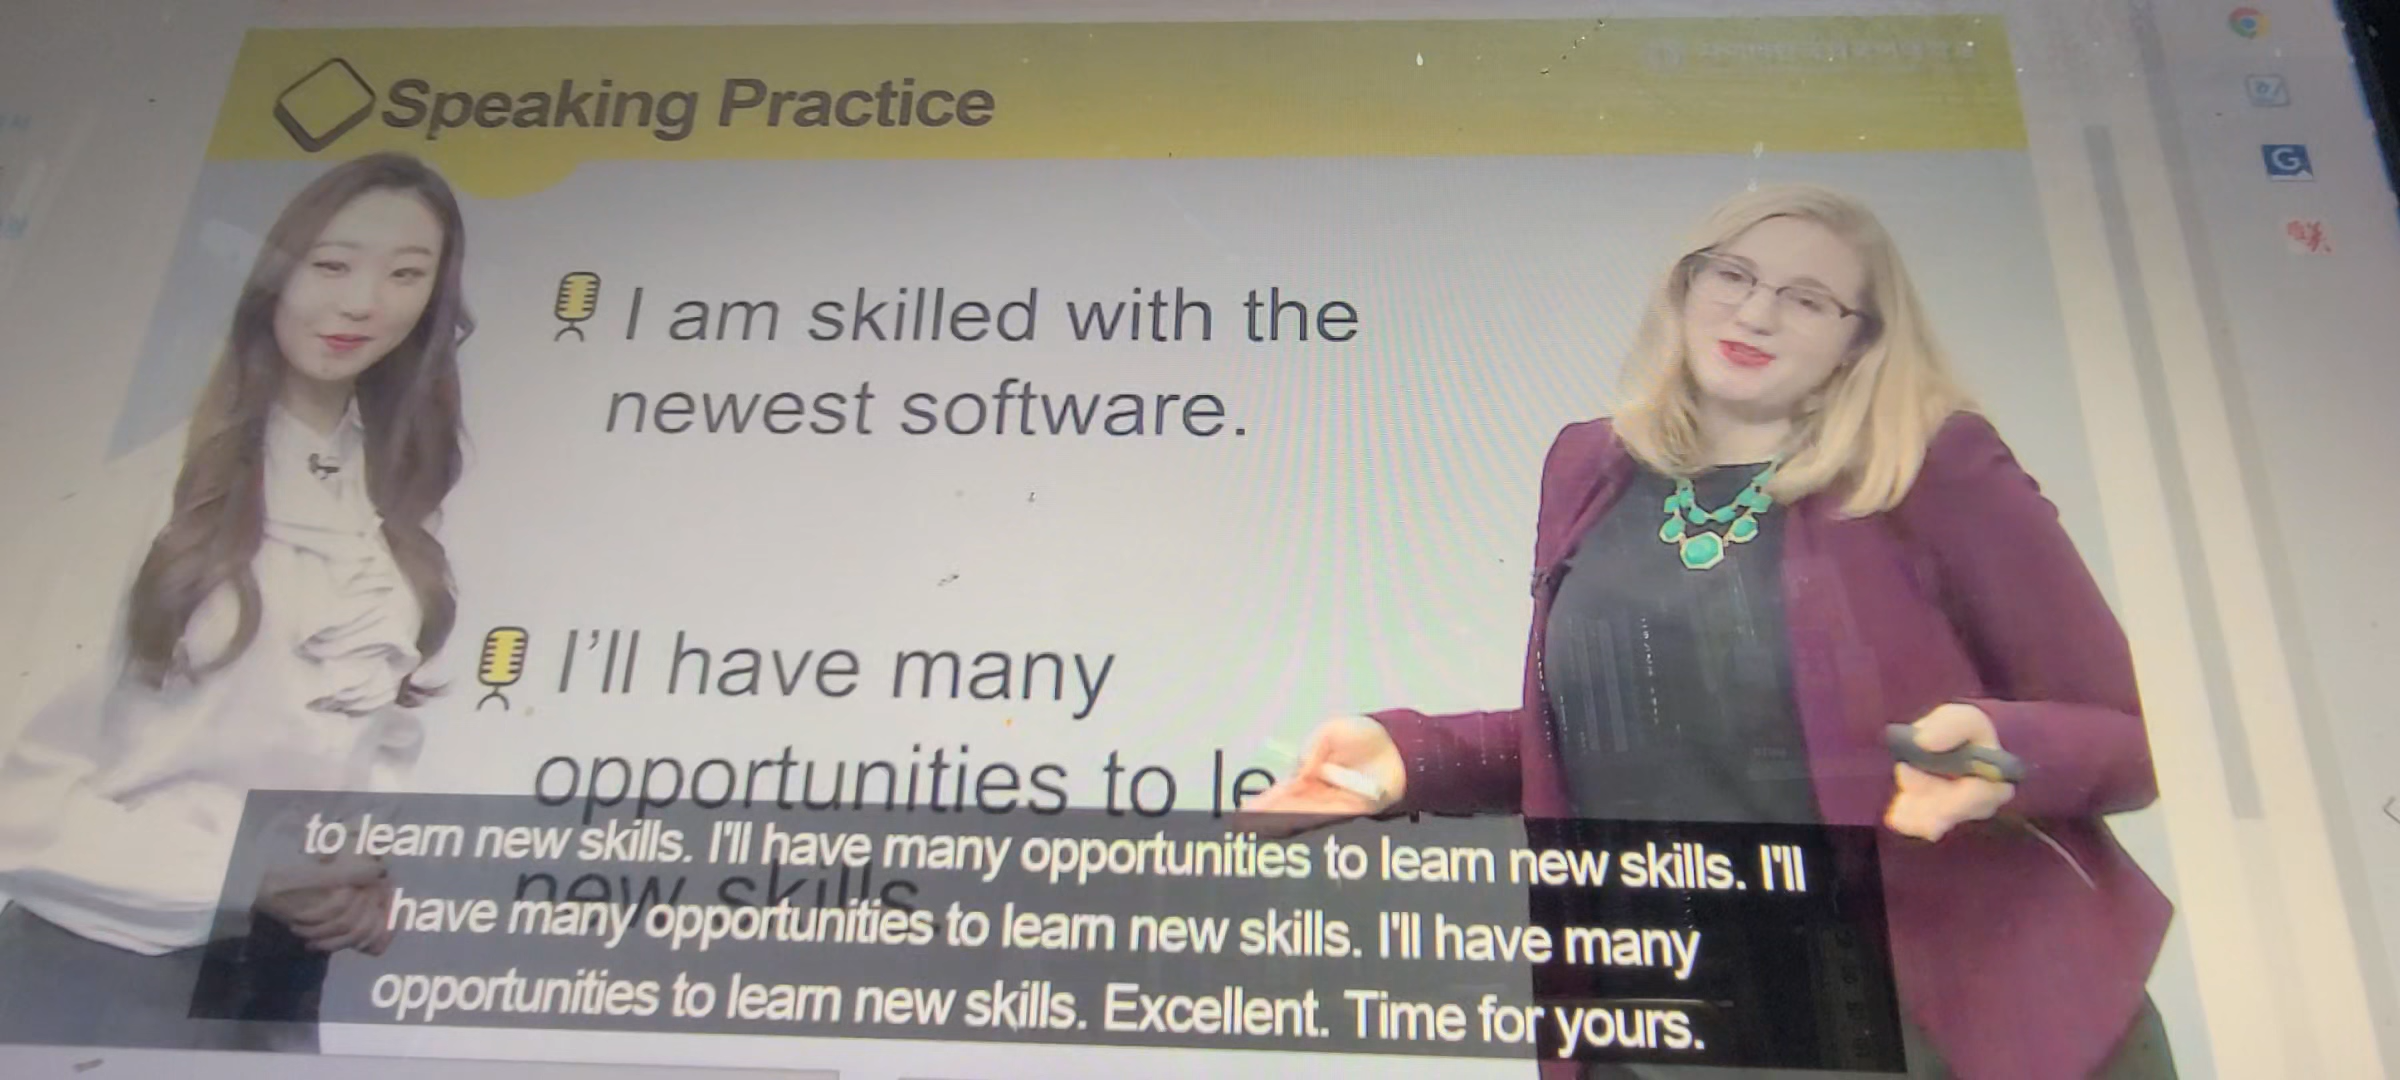 Speaking Practice
I am skilled with the
newest software.
I'll have many
opportunities to le
new skills
to learn new skills. I'll have many opportunities to learn new skills. I'll
have many opportunities to learn new skills. I'll have many
opportunities to learn new skills. Excellent. Time for yours.
G